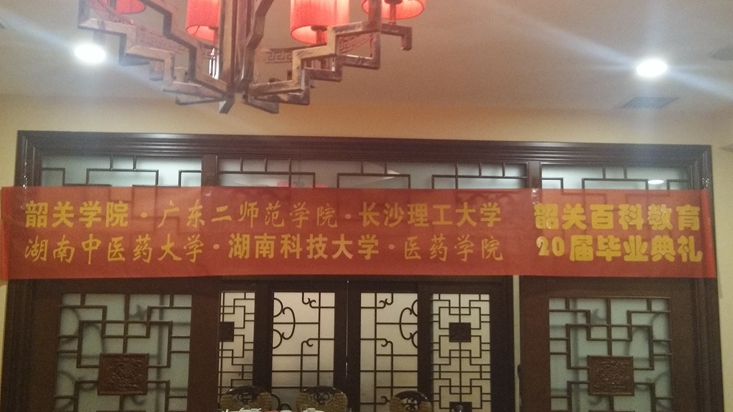 韶关学院·广东二师范学院·长沙理工大学
湖南中医药大学·湖南科技大学·医药学院
韶关百科教育
20届毕业典礼